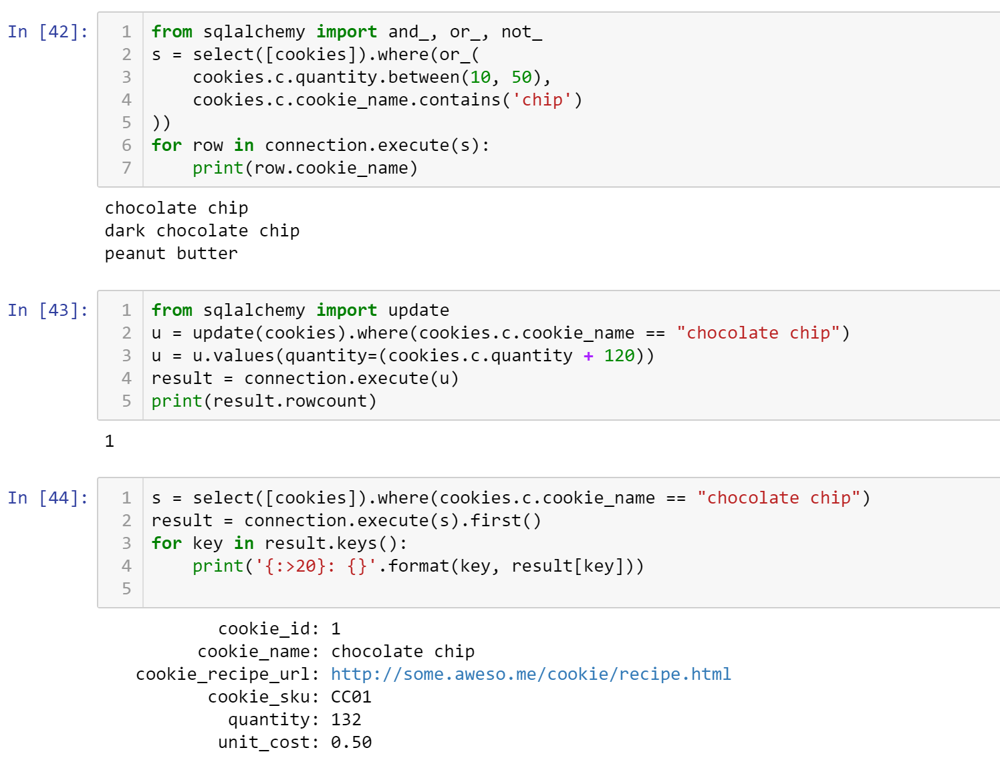 In [42]:
1 from sqlalchemy import and_, or_, not_
2 s = select([cookies]).where(or_(
3     cookies.c.quantity.between(10, 50),
4     cookies.c.cookie_name.contains('chip')
5 ))
6 for row in connection.execute(s):
7     print(row.cookie_name)
chocolate chip
dark chocolate chip
peanut butter
In [43]:
1 from sqlalchemy import update
2 u = update(cookies).where(cookies.c.cookie_name == "chocolate chip")
3 u = u.values(quantity=(cookies.c.quantity + 120))
4 result = connection.execute(u)
5 print(result.rowcount)
1
In [44]:
1 s = select([cookies]).where(cookies.c.cookie_name == "chocolate chip")
2 result = connection.execute(s).first()
3 for key in result.keys():
4     print('{:>20}: {}'.format(key, result[key]))
5
cookie_id: 1
cookie_name: chocolate chip
cookie_recipe_url: http://some.aweso.me/cookie/recipe.html
cookie_sku: CC01
quantity: 132
unit_cost: 0.50